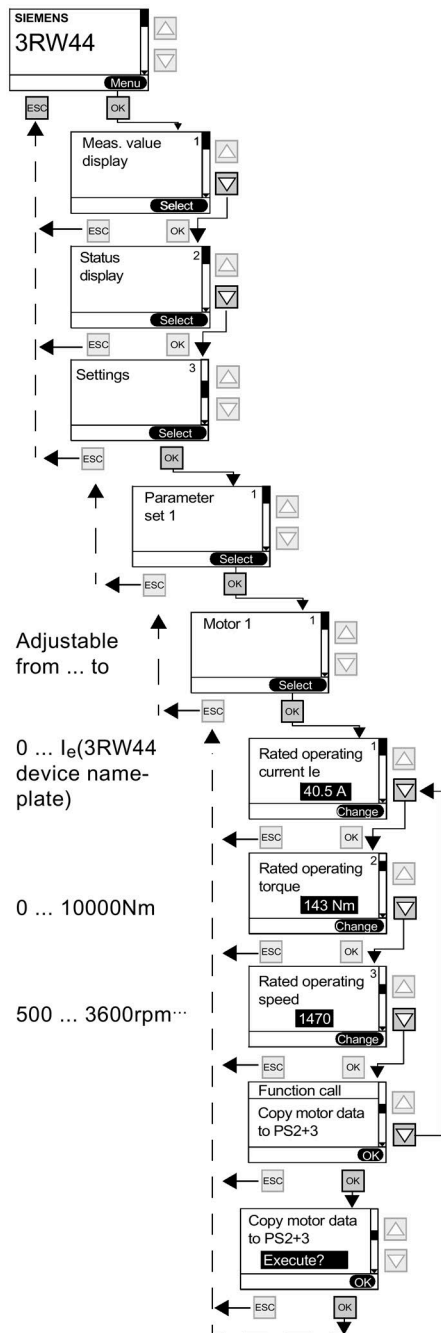 SIEMENS
3RW44
Menu
ESC
OK
Meas. value
display
1
Select
ESC
OK
Status
display
2
Select
ESC
OK
Settings
3
Select
ESC
OK
Parameter
set 1
1
Select
ESC
OK
Motor 1
1
Select
ESC
OK
Adjustable
from ... to
0 ... Ie(3RW44
device name-
plate)
Rated operating
current Ie
1
40.5 A
Change
ESC
OK
0 ... 10000Nm
Rated operating
torque
2
143 Nm
Change
ESC
OK
500 ... 3600rpm...
Rated operating
speed
3
1470
Change
ESC
OK
Function call
Copy motor data
to PS2+3
OK
ESC
OK
Copy motor data
to PS2+3
Execute?
OK
ESC
OK